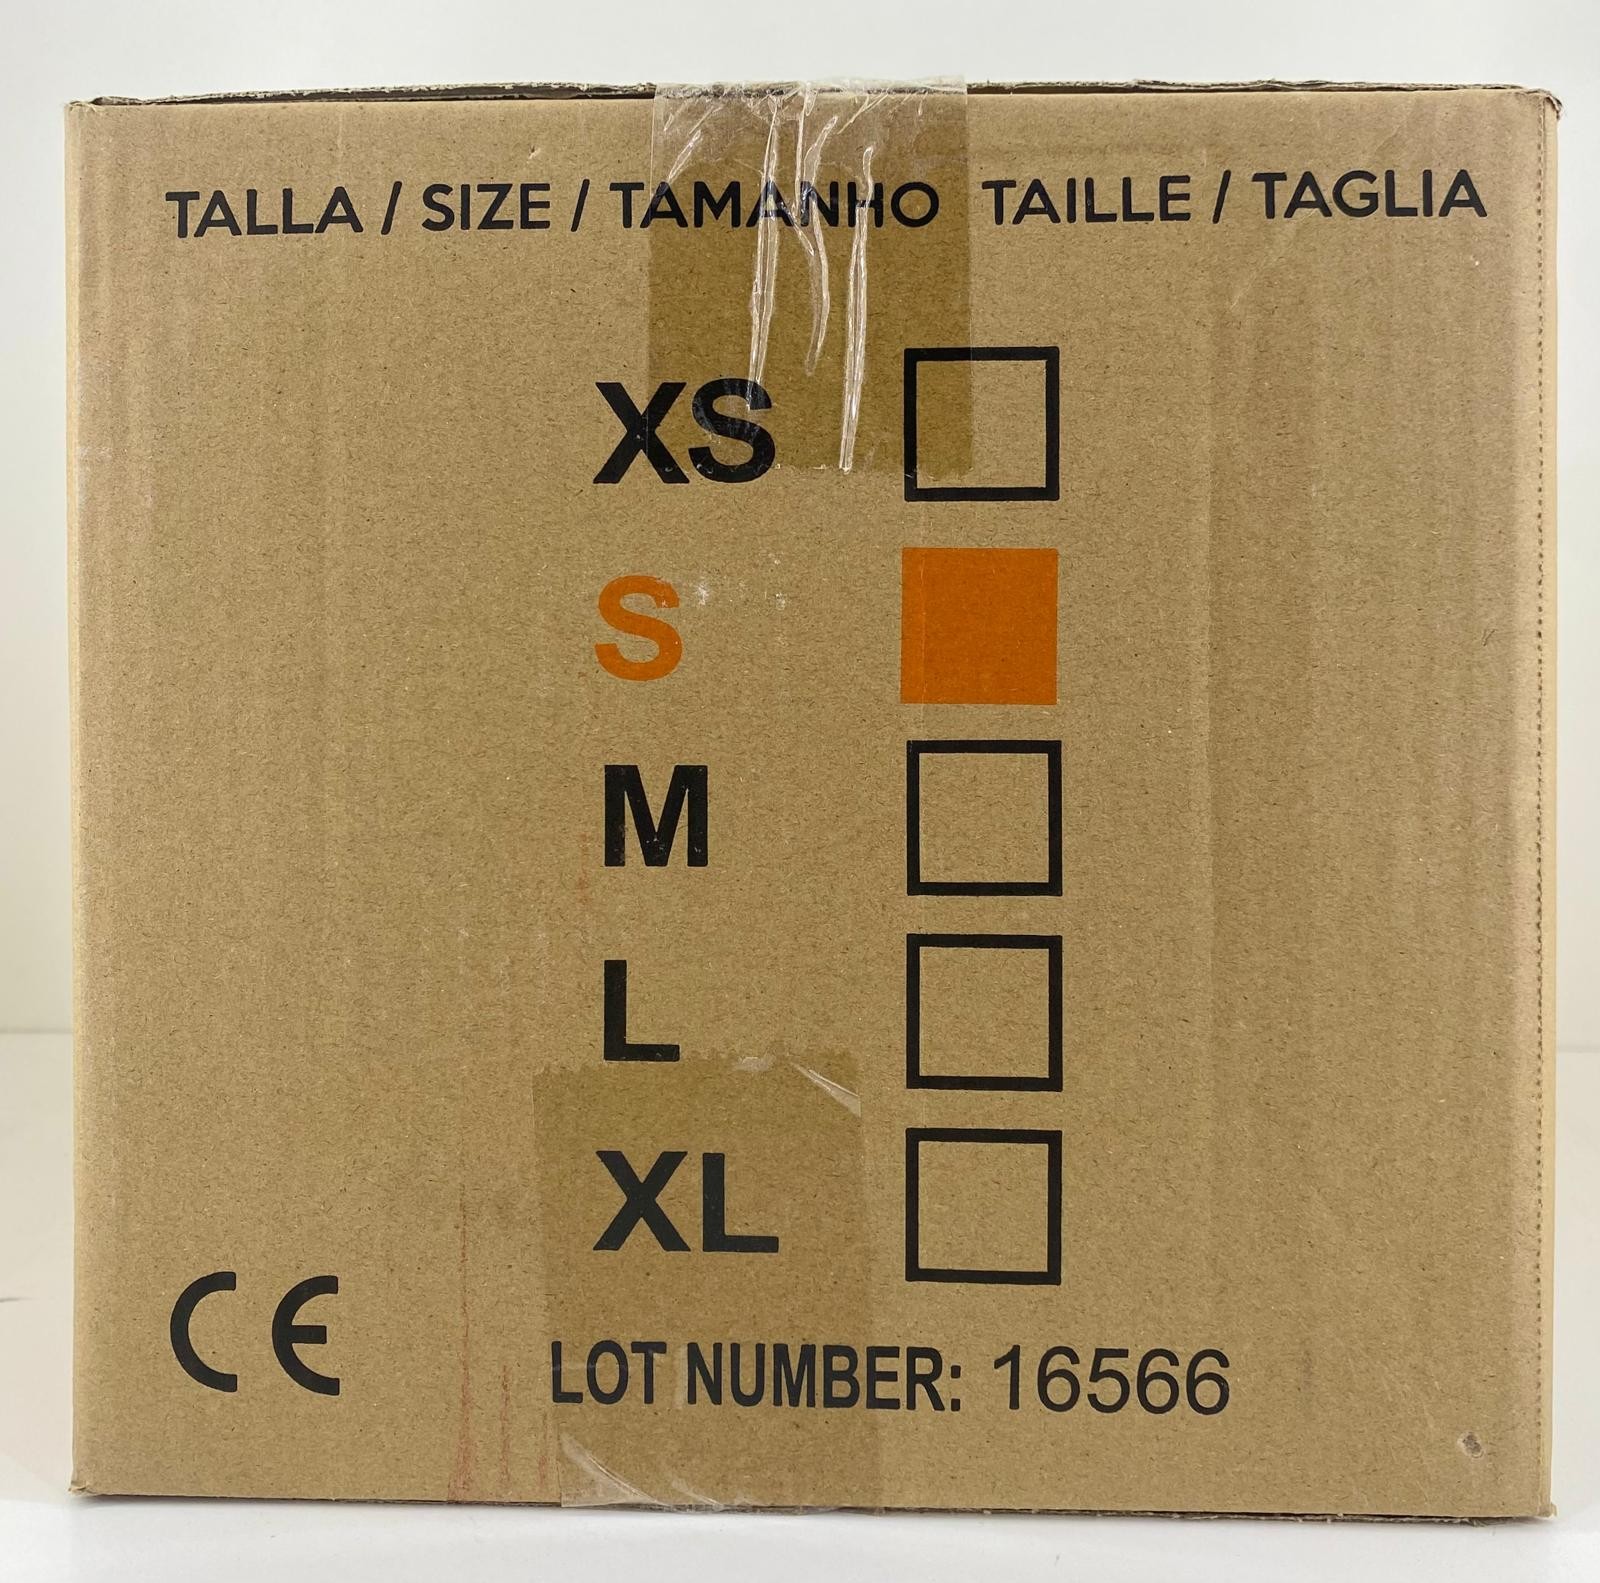 TALLA / SIZE / TAMANHO TAILLE / TAGLIA
XS
S
M
L
XL
CE
LOT NUMBER: 16566